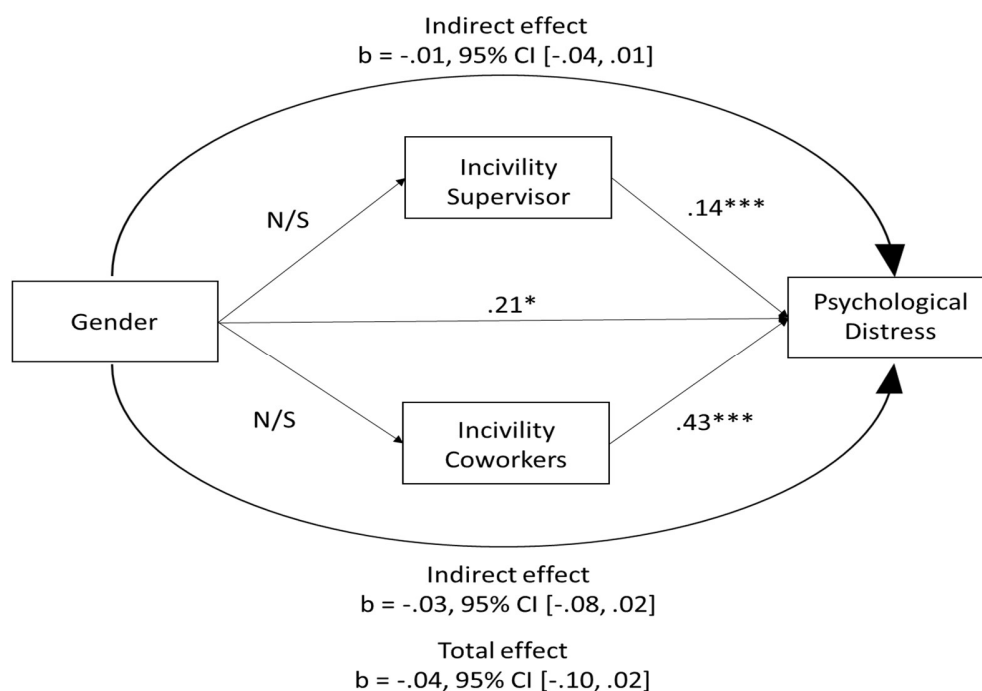 Indirect effect
b = -.01, 95% CI [-.04, .01]
Incivility
Supervisor
.14***
N/S
Gender
.21*
Psychological
Distress
N/S
Incivility
Coworkers
.43***
Indirect effect
b = -.03, 95% CI [-.08, .02]
Total effect
b = -.04, 95% CI [-.10, .02]